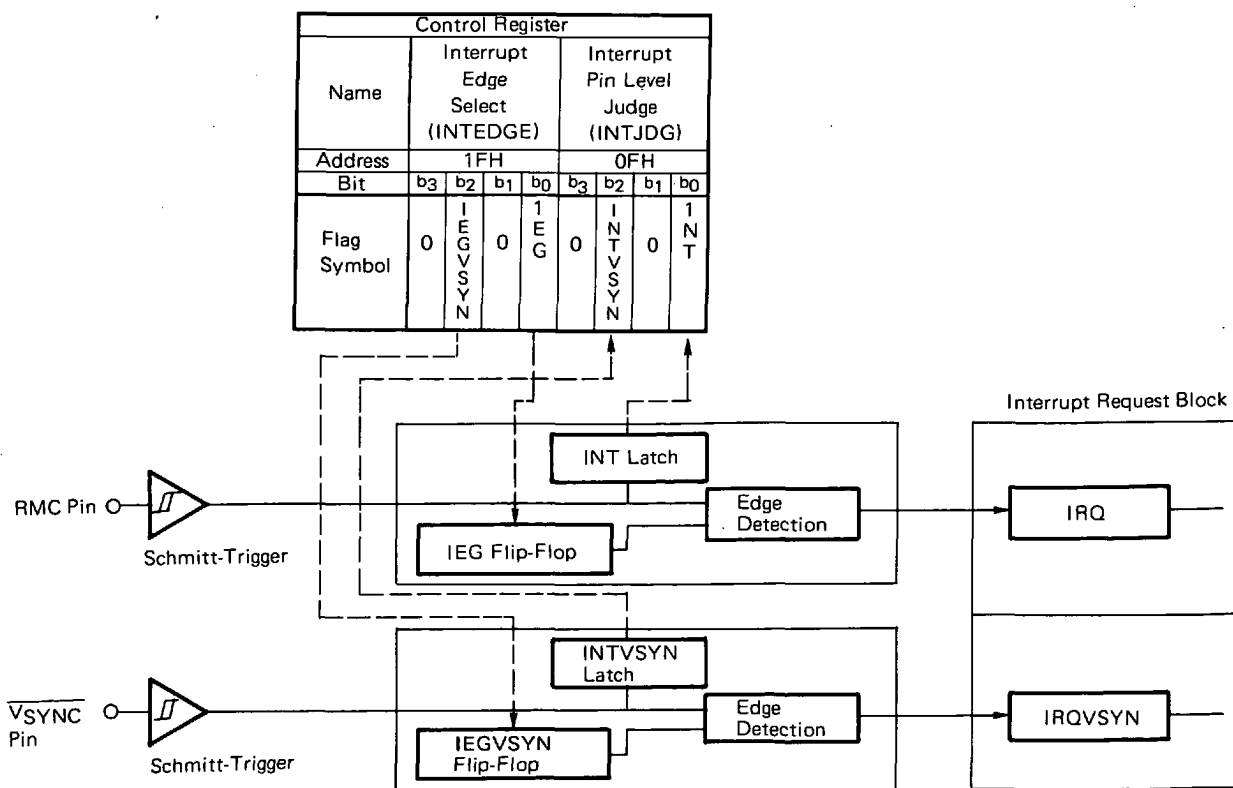 Control Register
Name
Interrupt
Edge
Select
(INTEDGE)
Interrupt
Pin Level
Judge
(INTJDG)
Address 1FH 0FH
Bit b3 b2 b1 b0 b3 b2 b1 b0
Flag
Symbol
0
IEGVSYN
0
1EG
0
INTVSYN
0
1NT
Interrupt Request Block
INT Latch
RMC Pin
Schmitt-Trigger
IEG Flip-Flop
Edge
Detection
IRQ
INTVSYN
Latch
VSYNC
Pin
Schmitt-Trigger
IEGVSYN
Flip-Flop
Edge
Detection
IRQVSYN